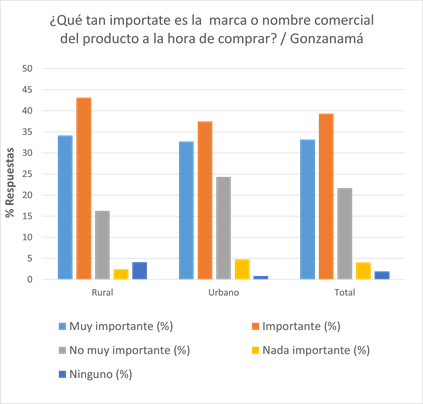 ¿Qué tan importate es la  marca o nombre comercial
del producto a la hora de comprar? / Gonzanamá
% Respuestas
50
45
40
35
30
25
20
15
10
5
0
Rural
Urbano
Total
Muy importante (%)
Importante (%)
No muy importante (%)
Nada importante (%)
Ninguno (%)